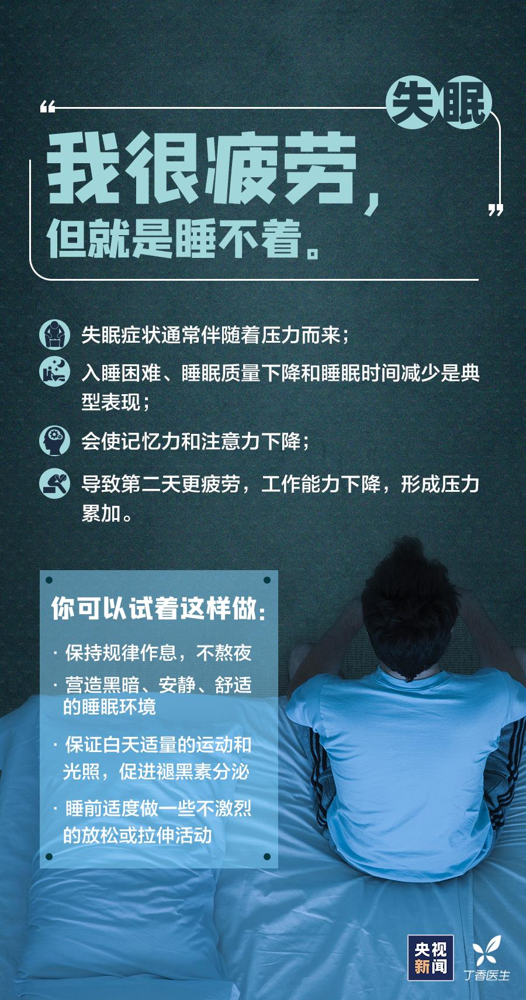 失眠
“我很疲劳，
但就是睡不着。”
失眠症状通常伴随着压力而来；
入睡困难、睡眠质量下降和睡眠时间减少是典
型表现；
会使记忆力和注意力下降；
导致第二天更疲劳，工作能力下降，形成压力
累加。
你可以试着这样做：
· 保持规律作息，不熬夜
· 营造黑暗、安静、舒适
的睡眠环境
· 保证白天适量的运动和
光照，促进褪黑素分泌
· 睡前适度做一些不激烈
的放松或拉伸活动
央视
新闻
丁香医生